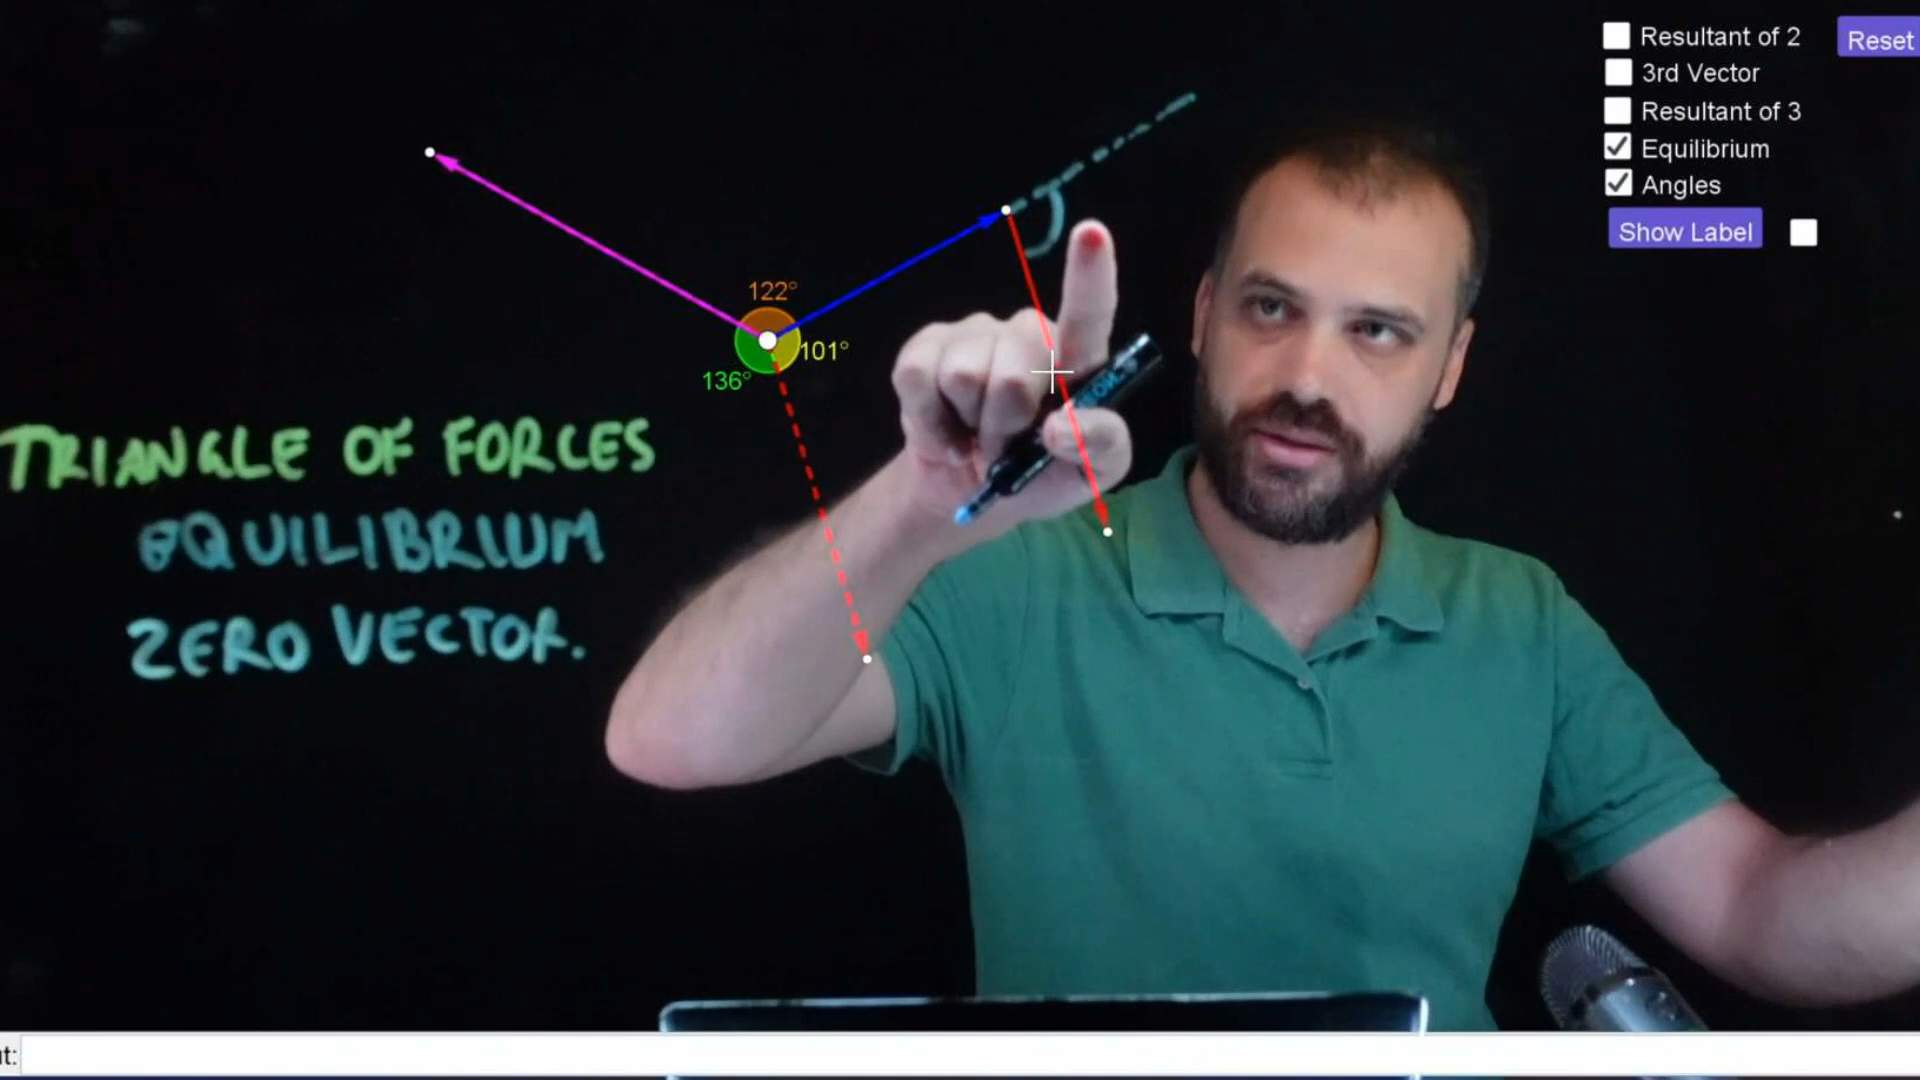 Resultant of 2
Reset
3rd Vector
Resultant of 3
Equilibrium
Angles
Show Label
122°
101°
136°
TRIANGLE OF FORCES
EQUILIBRIUM
ZERO VECTOR.